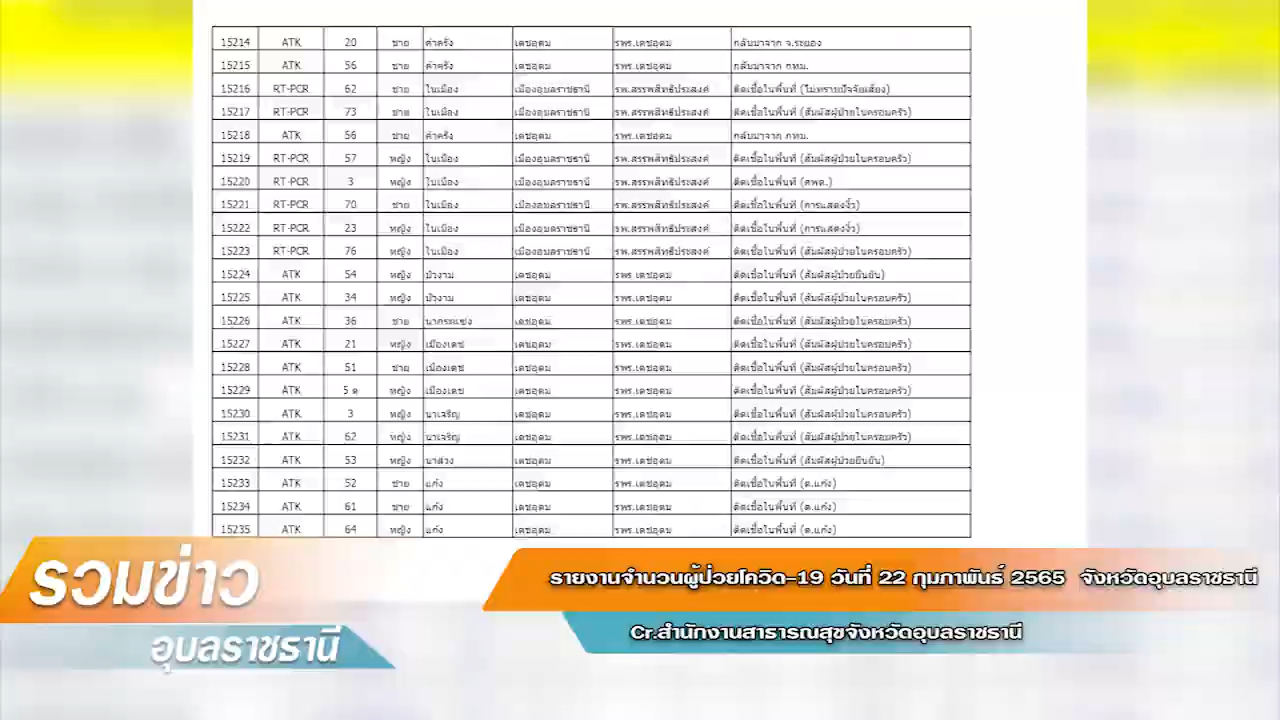 15214 ATK 20 ชาย คำครั่ง เดชอุดม รพร.เดชอุดม กลับมาจาก จ.ระยอง
15215 ATK 56 ชาย คำครั่ง เดชอุดม รพร.เดชอุดม กลับมาจาก กทม.
15216 RT-PCR 62 ชาย ในเมือง เมืองอุบลราชธานี รพ.สรรพสิทธิประสงค์ ติดเชื้อในพื้นที่ (ไม่ทราบปัจจัยเสี่ยง)
15217 RT-PCR 73 ชาย ในเมือง เมืองอุบลราชธานี รพ.สรรพสิทธิประสงค์ ติดเชื้อในพื้นที่ (สัมผัสผู้ป่วยในครอบครัว)
15218 ATK 56 ชาย คำครั่ง เดชอุดม รพร.เดชอุดม กลับมาจาก กทม.
15219 RT-PCR 57 หญิง ในเมือง เมืองอุบลราชธานี รพ.สรรพสิทธิประสงค์ ติดเชื้อในพื้นที่ (สัมผัสผู้ป่วยในครอบครัว)
15220 RT-PCR 3 หญิง ในเมือง เมืองอุบลราชธานี รพ.สรรพสิทธิประสงค์ ติดเชื้อในพื้นที่ (ศพด.)
15221 RT-PCR 70 ชาย ในเมือง เมืองอุบลราชธานี รพ.สรรพสิทธิประสงค์ ติดเชื้อในพื้นที่ (การแสดงงิ้ว)
15222 RT-PCR 23 หญิง ในเมือง เมืองอุบลราชธานี รพ.สรรพสิทธิประสงค์ ติดเชื้อในพื้นที่ (การแสดงงิ้ว)
15223 RT-PCR 76 หญิง ในเมือง เมืองอุบลราชธานี รพ.สรรพสิทธิประสงค์ ติดเชื้อในพื้นที่ (สัมผัสผู้ป่วยในครอบครัว)
15224 ATK 54 หญิง บัวงาม เดชอุดม รพร.เดชอุดม ติดเชื้อในพื้นที่ (สัมผัสผู้ป่วยยืนยัน)
15225 ATK 34 หญิง บัวงาม เดชอุดม รพร.เดชอุดม ติดเชื้อในพื้นที่ (สัมผัสผู้ป่วยในครอบครัว)
15226 ATK 36 ชาย นากระแซง เดชอุดม รพร.เดชอุดม ติดเชื้อในพื้นที่ (สัมผัสผู้ป่วยในครอบครัว)
15227 ATK 21 หญิง เมืองเดช เดชอุดม รพร.เดชอุดม ติดเชื้อในพื้นที่ (สัมผัสผู้ป่วยในครอบครัว)
15228 ATK 51 ชาย เมืองเดช เดชอุดม รพร.เดชอุดม ติดเชื้อในพื้นที่ (สัมผัสผู้ป่วยในครอบครัว)
15229 ATK 5 ด หญิง เมืองเดช เดชอุดม รพร.เดชอุดม ติดเชื้อในพื้นที่ (สัมผัสผู้ป่วยในครอบครัว)
15230 ATK 3 หญิง นาเจริญ เดชอุดม รพร.เดชอุดม ติดเชื้อในพื้นที่ (สัมผัสผู้ป่วยในครอบครัว)
15231 ATK 62 หญิง นาเจริญ เดชอุดม รพร.เดชอุดม ติดเชื้อในพื้นที่ (สัมผัสผู้ป่วยในครอบครัว)
15232 ATK 53 หญิง นาส่วง เดชอุดม รพร.เดชอุดม ติดเชื้อในพื้นที่ (สัมผัสผู้ป่วยยืนยัน)
15233 ATK 52 ชาย แก้ง เดชอุดม รพร.เดชอุดม ติดเชื้อในพื้นที่ (ต.แก้ง)
15234 ATK 61 ชาย แก้ง เดชอุดม รพร.เดชอุดม ติดเชื้อในพื้นที่ (ต.แก้ง)
15235 ATK 64 หญิง แก้ง เดชอุดม รพร.เดชอุดม ติดเชื้อในพื้นที่ (ต.แก้ง)
รวมข่าว
อุบลราชธานี
รายงานจำนวนผู้ป่วยโควิด-19 วันที่ 22 กุมภาพันธ์ 2565 จังหวัดอุบลราชธานี
Cr.สำนักงานสาธารณสุขจังหวัดอุบลราชธานี